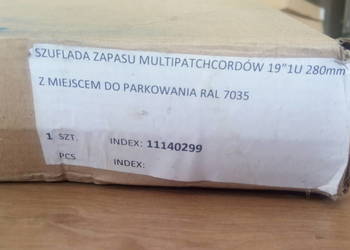 SZUFLADA ZAPASU MULTIPATCHCORDÓW 19"1U 280mm
Z MIEJSCEM DO PARKOWANIA RAL 7035
1 SZT. INDEX: 11140299
PCS INDEX: